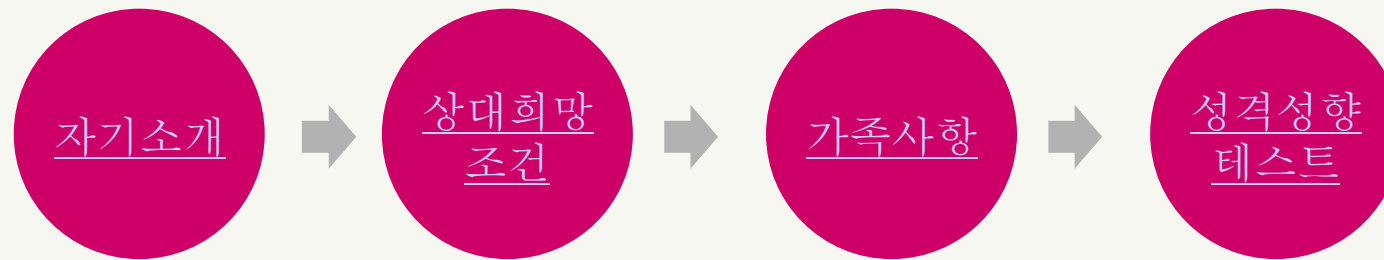 자기소개
상대희망
조건
가족사항
성격성향
테스트